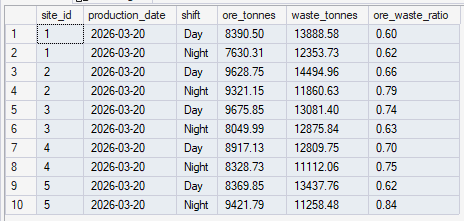 site_id production_date shift ore_tonnes waste_tonnes ore_waste_ratio
1 1 2026-03-20 Day 8390.50 13888.58 0.60
2 1 2026-03-20 Night 7630.31 12353.73 0.62
3 2 2026-03-20 Day 9628.75 14494.96 0.66
4 2 2026-03-20 Night 9321.15 11860.63 0.79
5 3 2026-03-20 Day 9675.85 13081.40 0.74
6 3 2026-03-20 Night 8049.99 12875.84 0.63
7 4 2026-03-20 Day 8917.13 12809.75 0.70
8 4 2026-03-20 Night 8328.73 11112.06 0.75
9 5 2026-03-20 Day 8369.85 13437.76 0.62
10 5 2026-03-20 Night 9421.79 11258.48 0.84